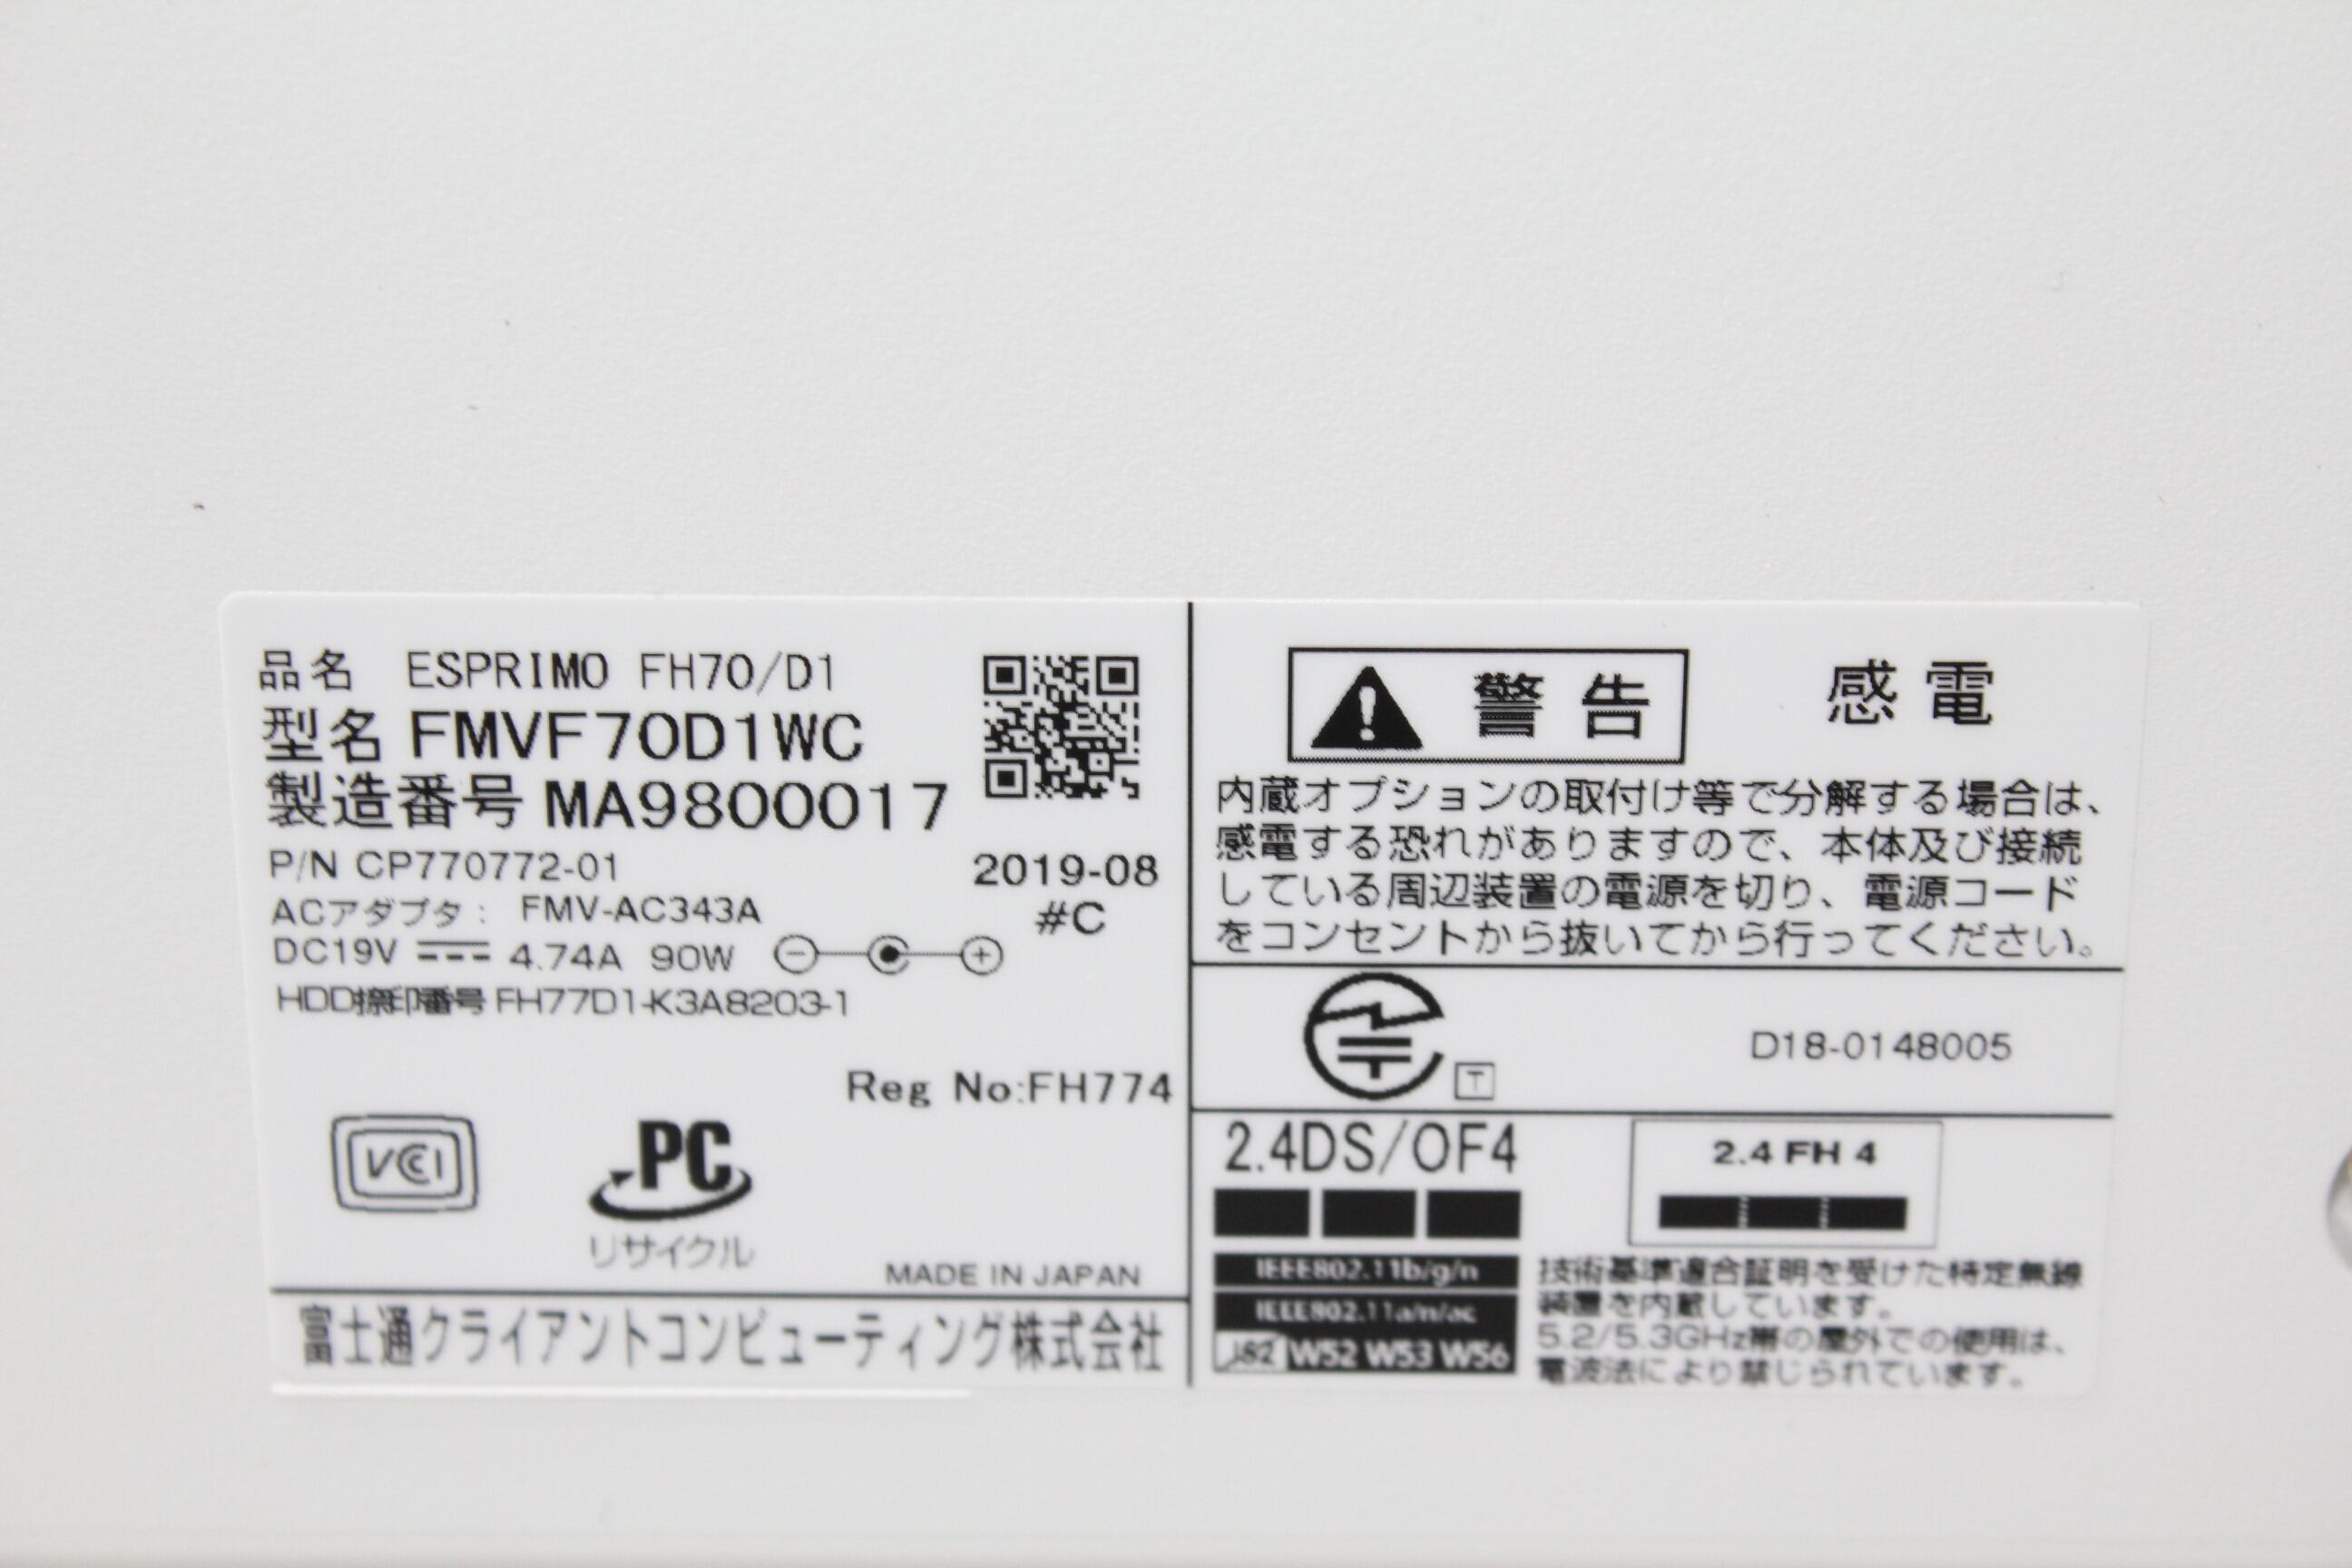 品名 ESPRIMO FH70/D1
型名 FMVF70D1WC
製造番号 MA9800017
P/N CP770772-01
2019-08
ACアダプタ: FMV-AC343A
#C
DC19V 4.74A 90W
HDD捺印番号 FH77D1-K3A8203-1
Reg No:FH774
VCCI
PC
リサイクル
MADE IN JAPAN
富士通クライアントコンピューティング株式会社
警告 感電
内蔵オプションの取付け等で分解する場合は、
感電する恐れがありますので、本体及び接続
している周辺装置の電源を切り、電源コード
をコンセントから抜いてから行ってください。
T
D18-0148005
2.4DS/OF4
2.4 FH 4
IEEE802.11b/g/n
IEEE802.11a/n/ac
J52 W52 W53 W56
技術基準適合証明を受けた特定無線
装置を内蔵しています。
5.2/5.3GHz帯の屋外での使用は、
電波法により禁じられています。